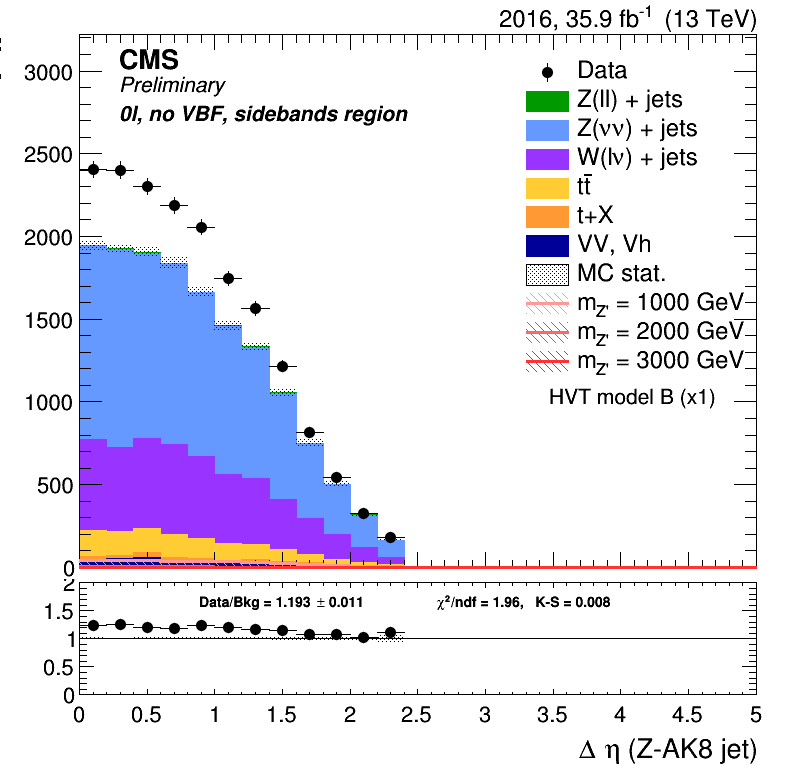 2016, 35.9 fb⁻¹ (13 TeV)
CMS
Preliminary
0l, no VBF, sidebands region
Data
Z(ll) + jets
Z(νν) + jets
W(lν) + jets
tt̄
t+X
VV, Vh
MC stat.
m_Z' = 1000 GeV
m_Z' = 2000 GeV
m_Z' = 3000 GeV
HVT model B (x1)
3000
2500
2000
1500
1000
500
0
Data/Bkg = 1.193 ± 0.011 χ²/ndf = 1.96, K-S = 0.008
2
1.5
1
0.5
0
0 0.5 1 1.5 2 2.5 3 3.5 4 4.5 5
Δ η (Z-AK8 jet)